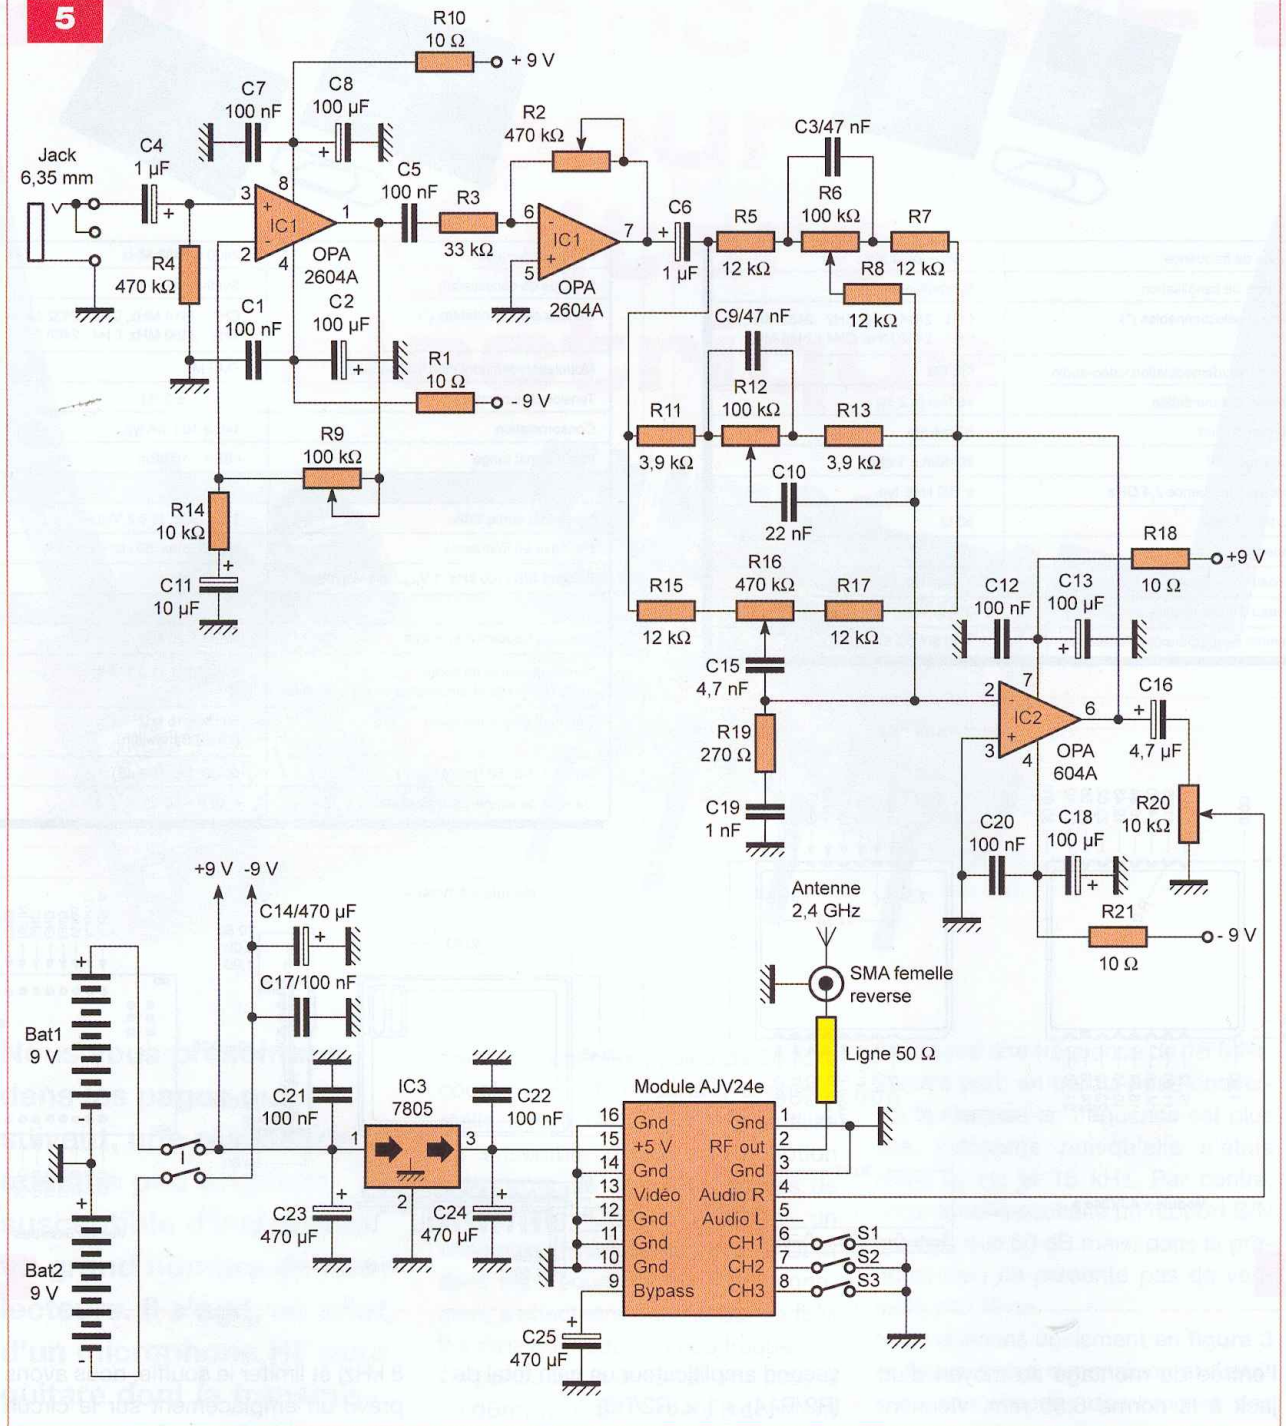 5
R10
10 Ω
+ 9 V
C7
100 nF
C8
100 µF
+
R2
470 kΩ
C3/47 nF
Jack
6,35 mm
C4
1 µF
+
8
3
+
IC1
1
-
2
4
OPA
2604A
C5
100 nF
R3
33 kΩ
6
-
IC1
7
+
5
OPA
2604A
+
C6
1 µF
R5
12 kΩ
R6
100 kΩ
R7
12 kΩ
R8
12 kΩ
R4
470 kΩ
C1
100 nF
C2
100 µF
+
R1
10 Ω
- 9 V
C9/47 nF
R11
3,9 kΩ
R12
100 kΩ
R13
3,9 kΩ
C10
22 nF
R9
100 kΩ
R14
10 kΩ
+
C11
10 µF
R15
12 kΩ
R16
470 kΩ
R17
12 kΩ
C15
4,7 nF
R19
270 Ω
C19
1 nF
R18
10 Ω
+9 V
C12
100 nF
C13
100 µF
+
7
2
-
IC2
6
+
3
4
OPA
604A
+
C16
4,7 µF
R20
10 kΩ
C20
100 nF
C18
100 µF
+
R21
10 Ω
- 9 V
+9 V -9 V
C14/470 µF
+
C17/100 nF
+
Bat1
9 V
-
+
Bat2
9 V
-
C21
100 nF
IC3
7805
1
3
2
C22
100 nF
+
C23
470 µF
+
C24
470 µF
Antenne
2,4 GHz
SMA femelle
reverse
Ligne 50 Ω
Module AJV24e
16 Gnd Gnd 1
15 +5 V RF out 2
14 Gnd Gnd 3
13 Vidéo Audio R 4
12 Gnd Audio L 5
11 Gnd CH1 6 S1
10 Gnd CH2 7 S2
9 Bypass CH3 8 S3
+
C25
470 µF